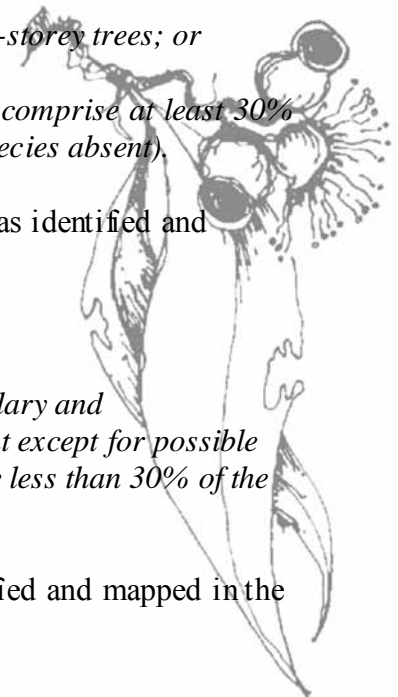 -storey trees; or
comprise at least 30%
ecies absent).
as identified and
lary and
t except for possible
less than 30% of the
fied and mapped in the